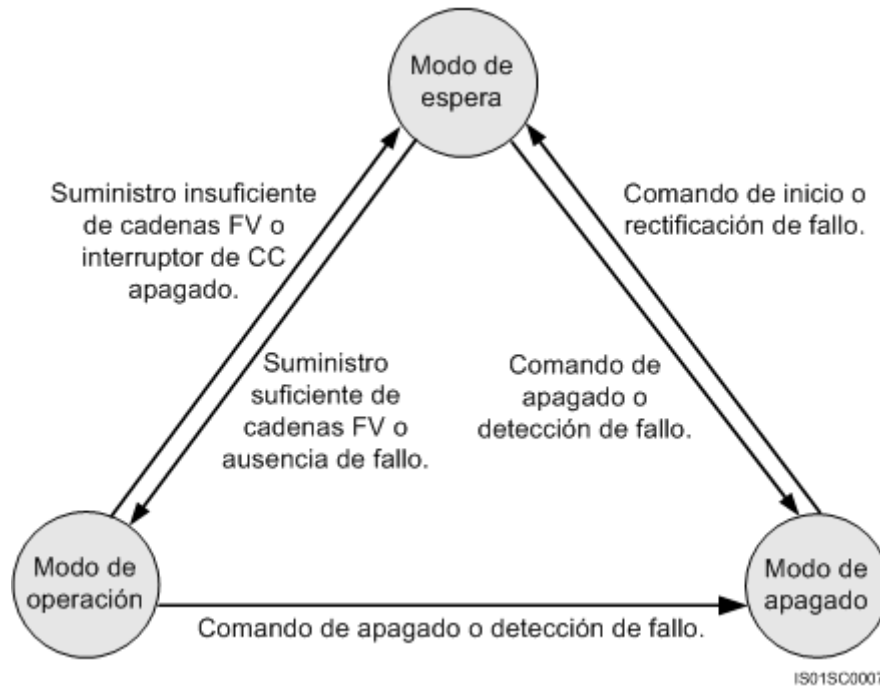 Modo de
espera
Suministro insuficiente
de cadenas FV o
interruptor de CC
apagado.
Comando de inicio o
rectificación de fallo.
Suministro
suficiente de
cadenas FV o
ausencia de fallo.
Comando de
apagado o
detección de fallo.
Modo de
operación
Modo de
apagado
Comando de apagado o detección de fallo.
IS01SC0007